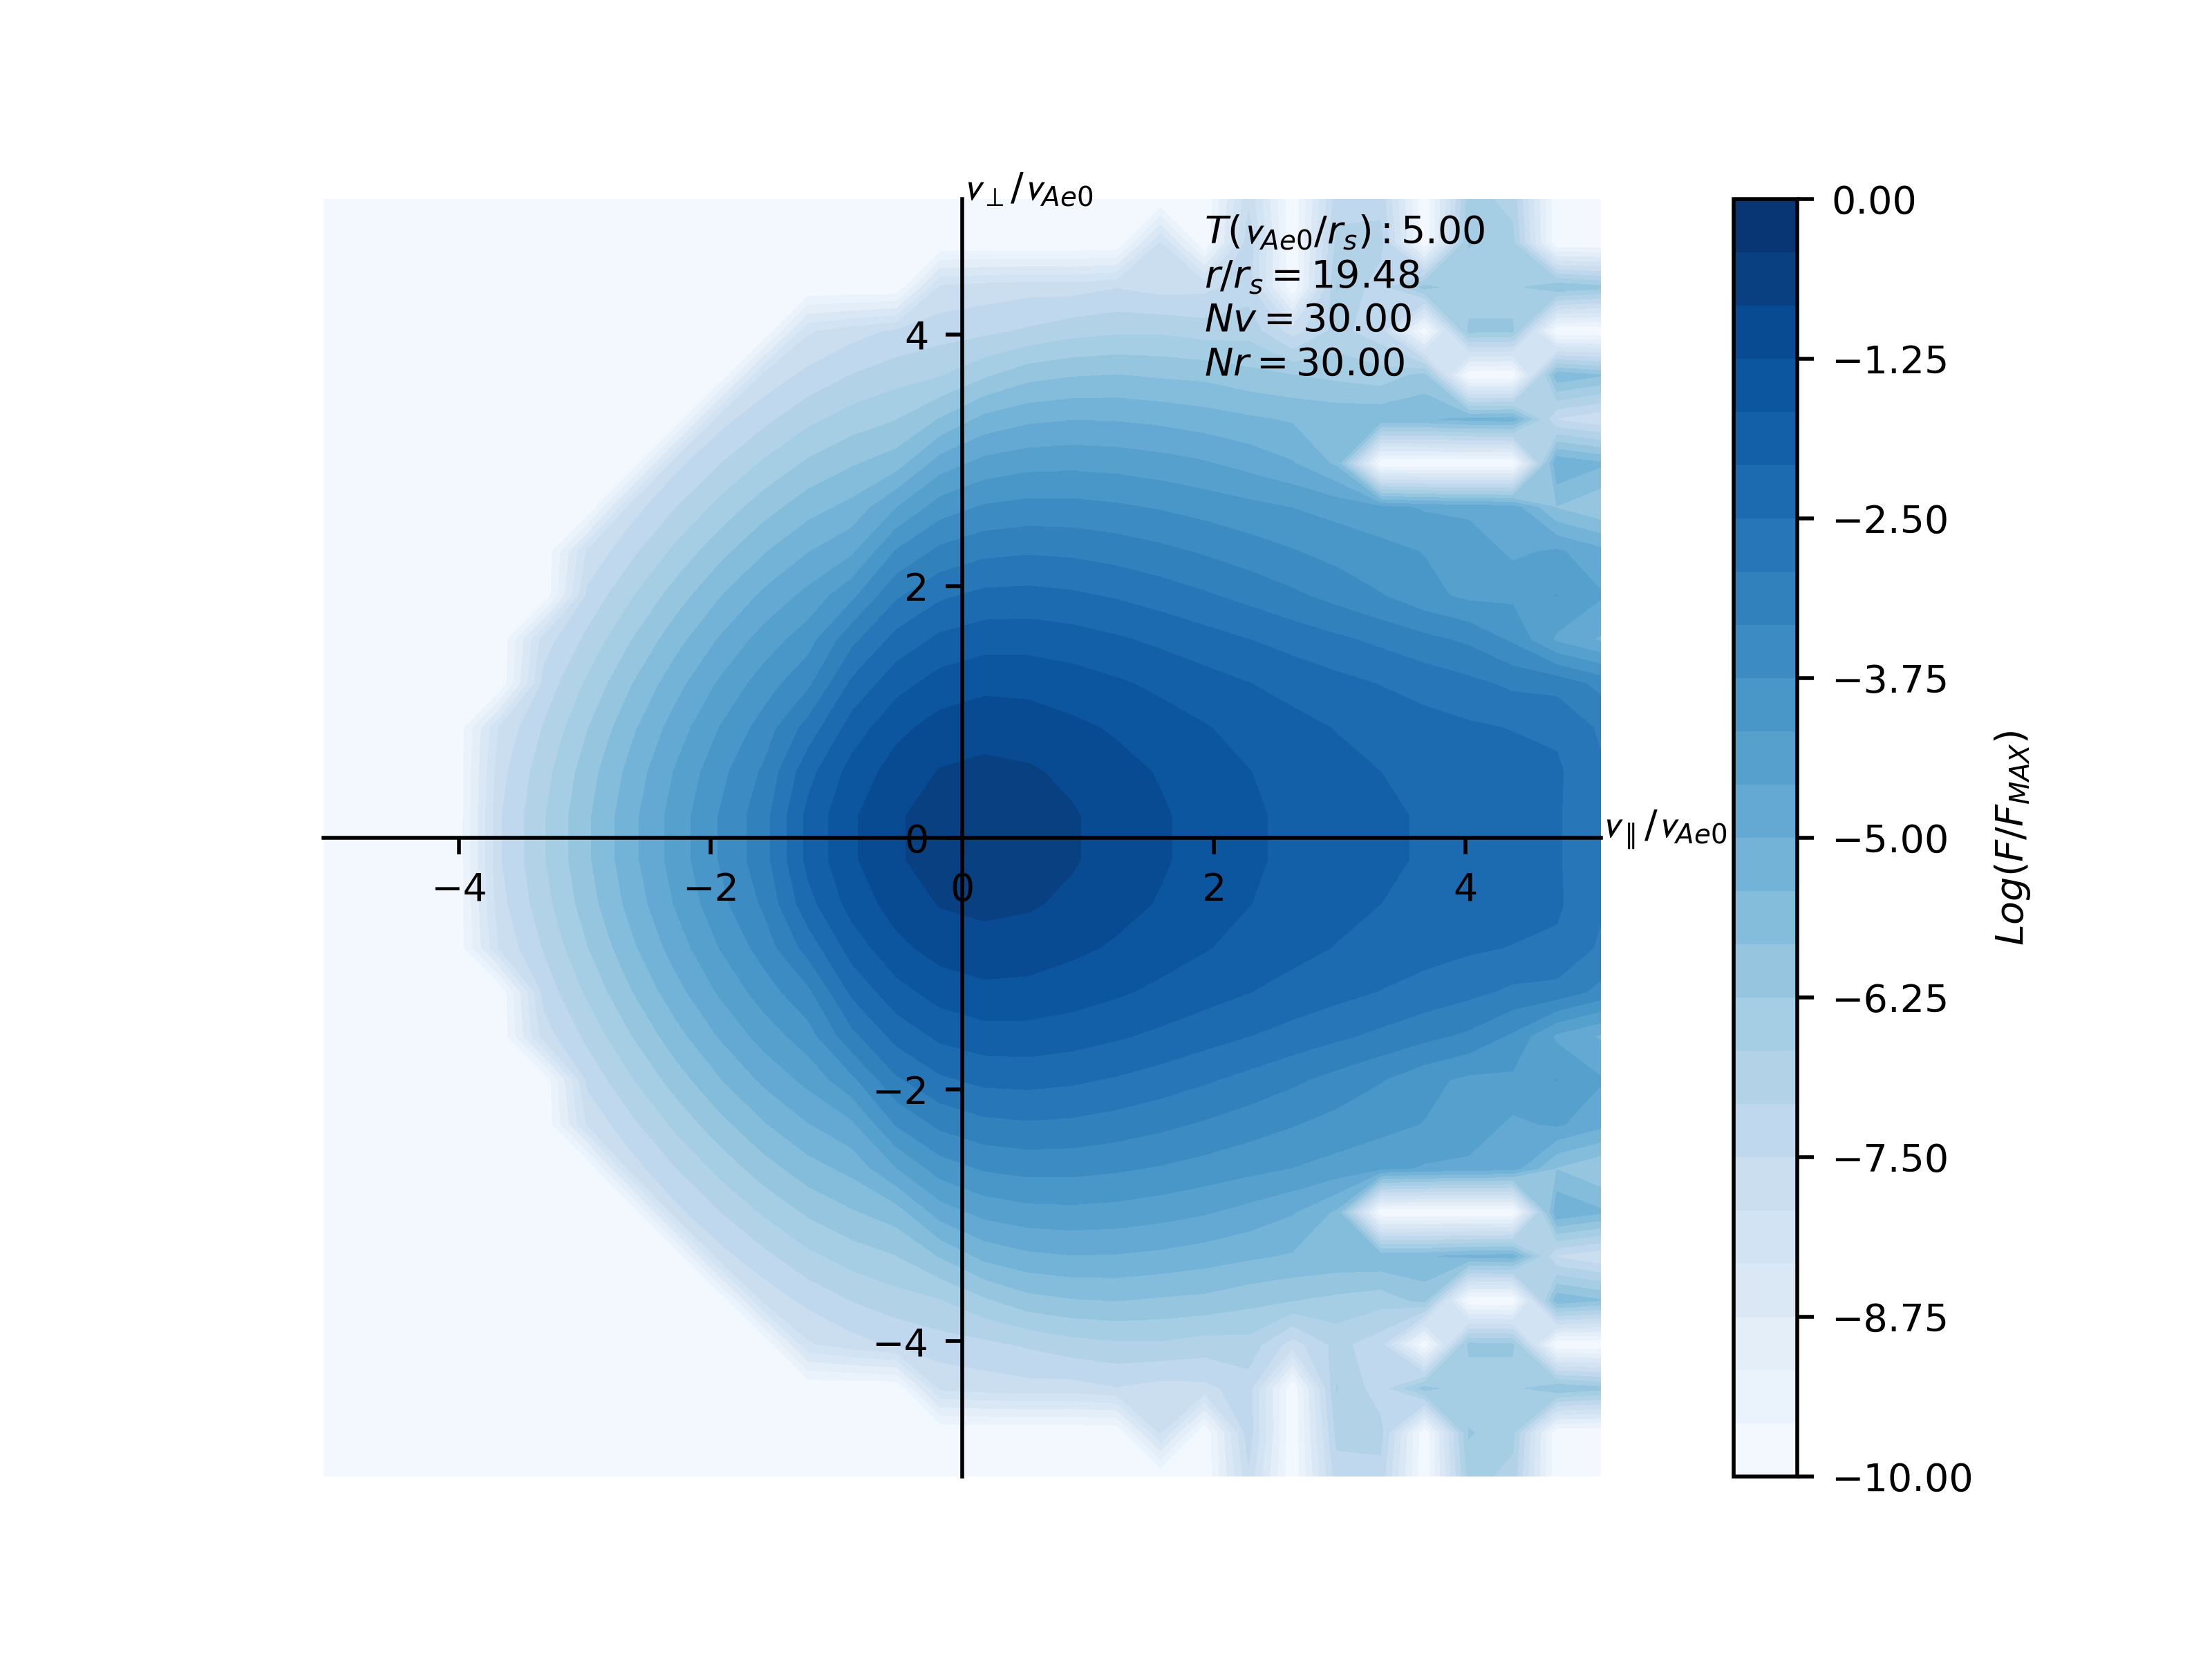 v⊥/vAe0
T(vAe0/rs) : 5.00
r/rs = 19.48
Nv = 30.00
Nr = 30.00
4
2
0
−2
−4
−4
−2
0
2
4
v∥/vAe0
0.00
−1.25
−2.50
−3.75
−5.00
−6.25
−7.50
−8.75
−10.00
Log(F/FMAX)